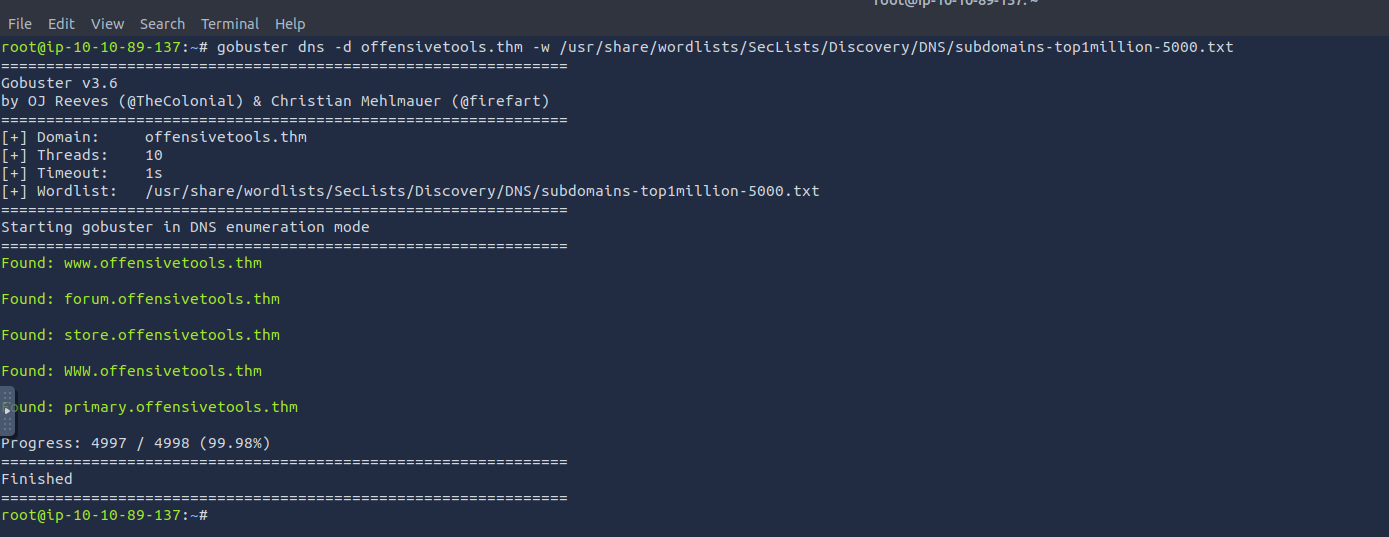 root@ip-10-10-89-137: ~
File Edit View Search Terminal Help
root@ip-10-10-89-137:~# gobuster dns -d offensivetools.thm -w /usr/share/wordlists/SecLists/Discovery/DNS/subdomains-top1million-5000.txt
===============================================================
Gobuster v3.6
by OJ Reeves (@TheColonial) & Christian Mehlmauer (@firefart)
===============================================================
[+] Domain:     offensivetools.thm
[+] Threads:    10
[+] Timeout:    1s
[+] Wordlist:   /usr/share/wordlists/SecLists/Discovery/DNS/subdomains-top1million-5000.txt
===============================================================
Starting gobuster in DNS enumeration mode
===============================================================
Found: www.offensivetools.thm
Found: forum.offensivetools.thm
Found: store.offensivetools.thm
Found: WWW.offensivetools.thm
Found: primary.offensivetools.thm
Progress: 4997 / 4998 (99.98%)
===============================================================
Finished
===============================================================
root@ip-10-10-89-137:~#